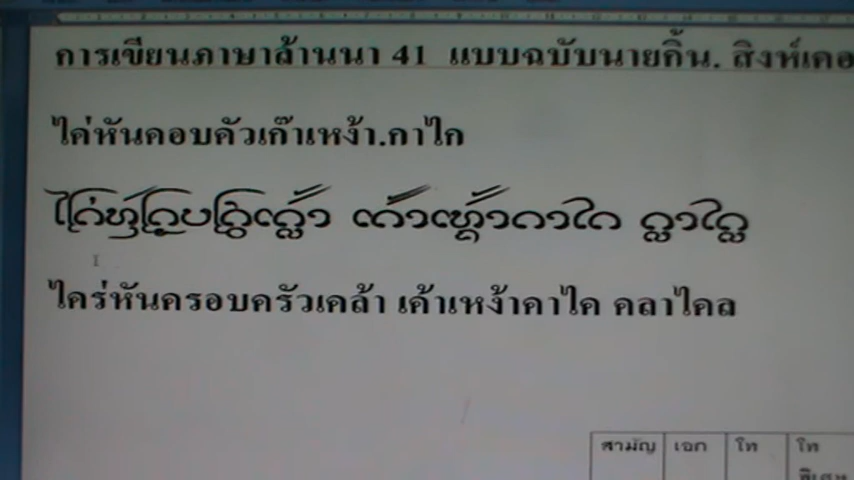 การเขียนภาษาล้านนา 41 แบบฉบับนายกิ้น. สิงห์เคอ
ไค่หันคอบคัวเก๊าเหง้า.กาไก
ไคร่หันครอบครัวเคล้า เค้าเหง้าคาไค คลาไคล
สามัญ เอก โท โท
พิเศษ